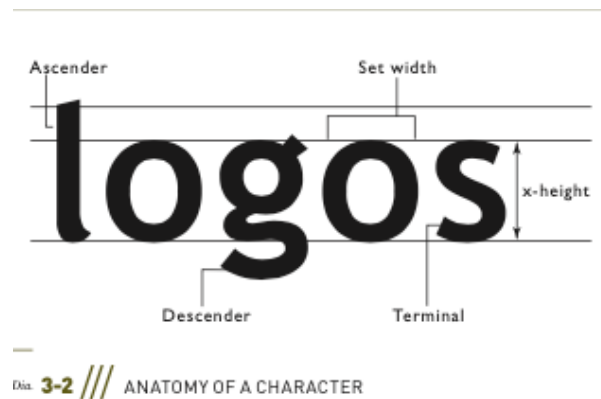 Ascender
Set width
logos
x-height
Descender
Terminal
Dia. 3-2 /// ANATOMY OF A CHARACTER